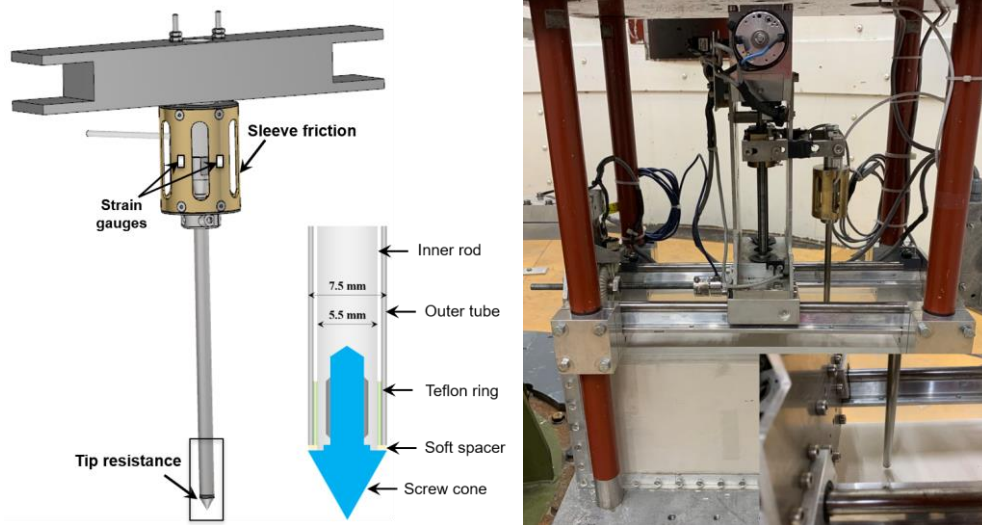 Sleeve friction
Strain
gauges
Inner rod
7.5 mm
Outer tube
5.5 mm
Teflon ring
Soft spacer
Tip resistance
Screw cone